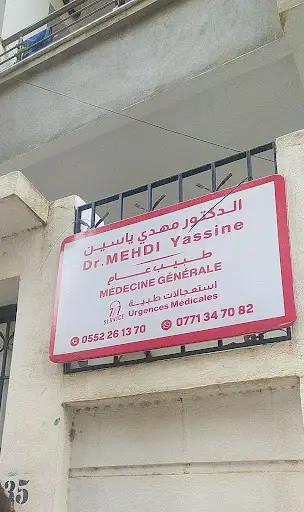 الدكتور مهدي ياسين
Dr.MEHDI Yassine
طبيب عام
MÉDECINE GÉNÉRALE
استعجالات طبية
Urgences Médicales
SERVICE
0552 26 13 70 0771 34 70 82
35